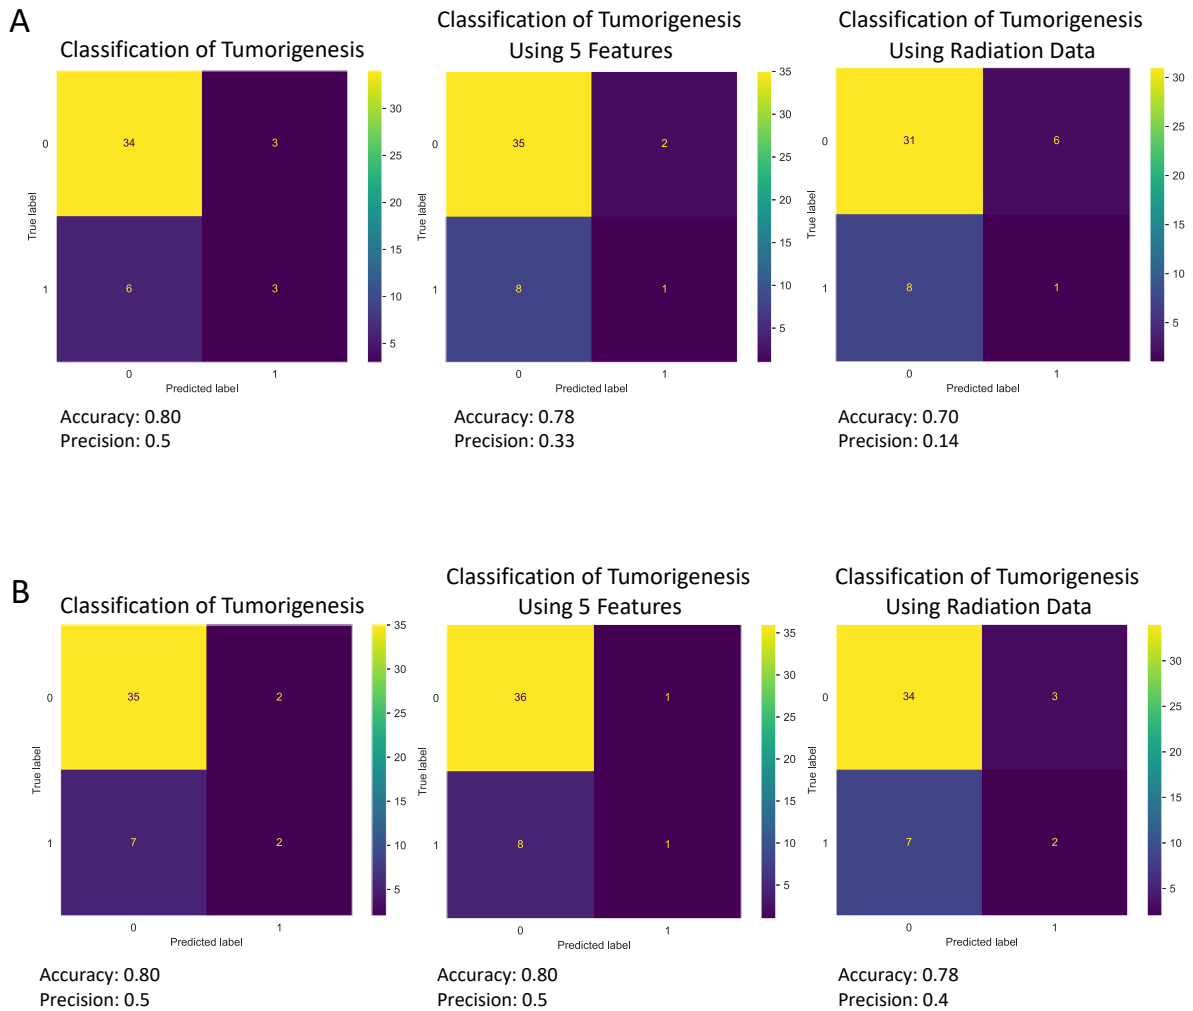 A
Classification of Tumorigenesis
34
3
6
3
0
1
True label
0
1
Predicted label
30
25
20
15
10
5
Accuracy: 0.80
Precision: 0.5
Classification of Tumorigenesis
Using 5 Features
35
2
8
1
0
1
True label
0
1
Predicted label
35
30
25
20
15
10
5
Accuracy: 0.78
Precision: 0.33
Classification of Tumorigenesis
Using Radiation Data
31
6
8
1
0
1
True label
0
1
Predicted label
30
25
20
15
10
5
Accuracy: 0.70
Precision: 0.14
B
Classification of Tumorigenesis
35
2
7
2
0
1
True label
0
1
Predicted label
35
30
25
20
15
10
5
Accuracy: 0.80
Precision: 0.5
Classification of Tumorigenesis
Using 5 Features
36
1
8
1
0
1
True label
0
1
Predicted label
35
30
25
20
15
10
5
Accuracy: 0.80
Precision: 0.5
Classification of Tumorigenesis
Using Radiation Data
34
3
7
2
0
1
True label
0
1
Predicted label
30
25
20
15
10
5
Accuracy: 0.78
Precision: 0.4